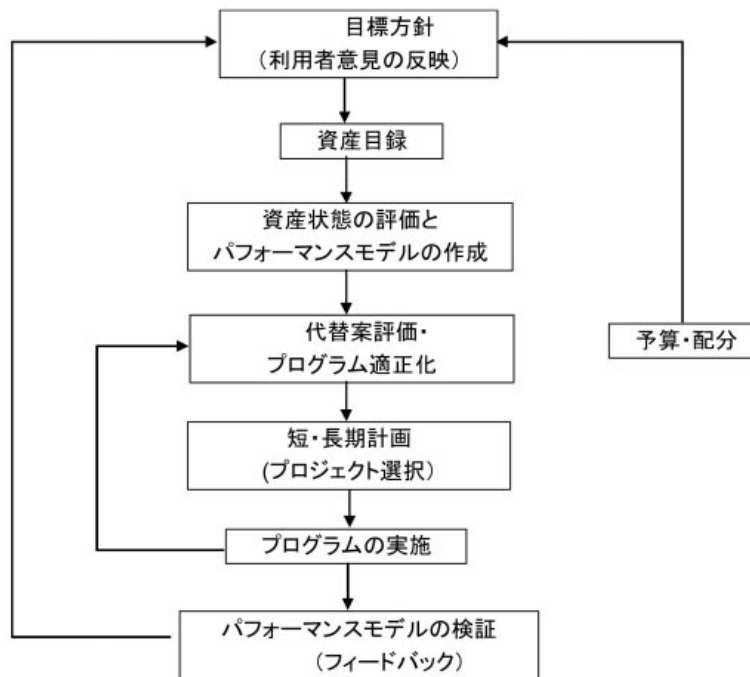 目標方針
（利用者意見の反映）
資産目録
資産状態の評価と
パフォーマンスモデルの作成
代替案評価・
プログラム適正化
予算・配分
短・長期計画
(プロジェクト選択）
プログラムの実施
パフォーマンスモデルの検証
（フィードバック）